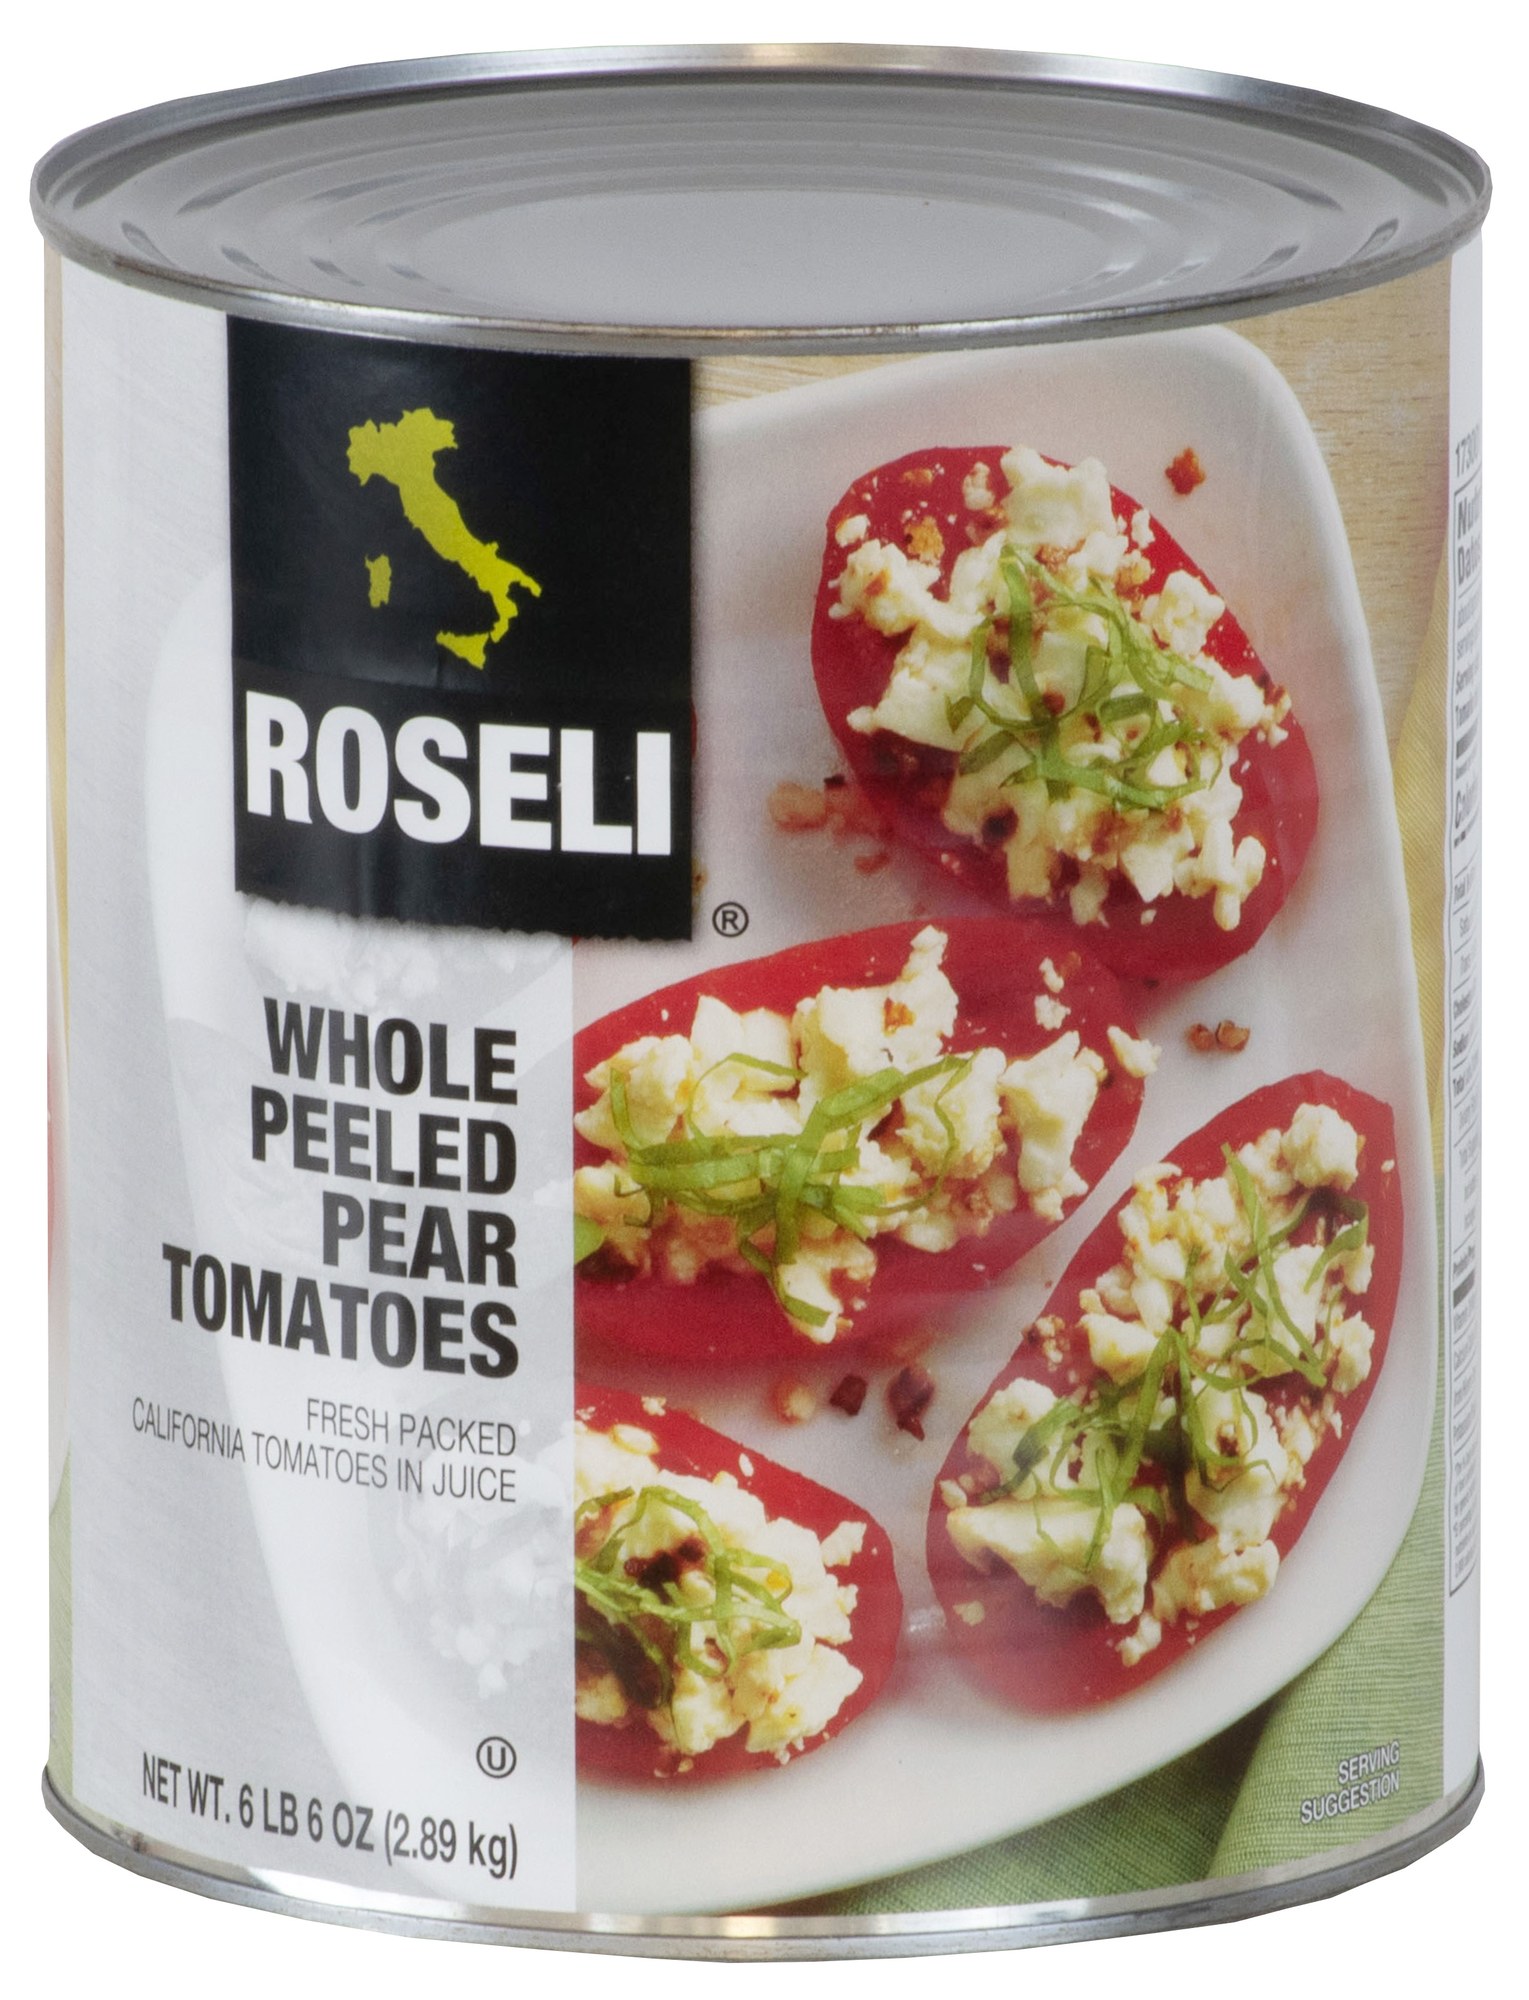 ROSELI
®
WHOLE
PEELED
PEAR
TOMATOES
FRESH PACKED
CALIFORNIA TOMATOES IN JUICE
U
NET WT. 6 LB 6 OZ (2.89 kg)
SERVING
SUGGESTION